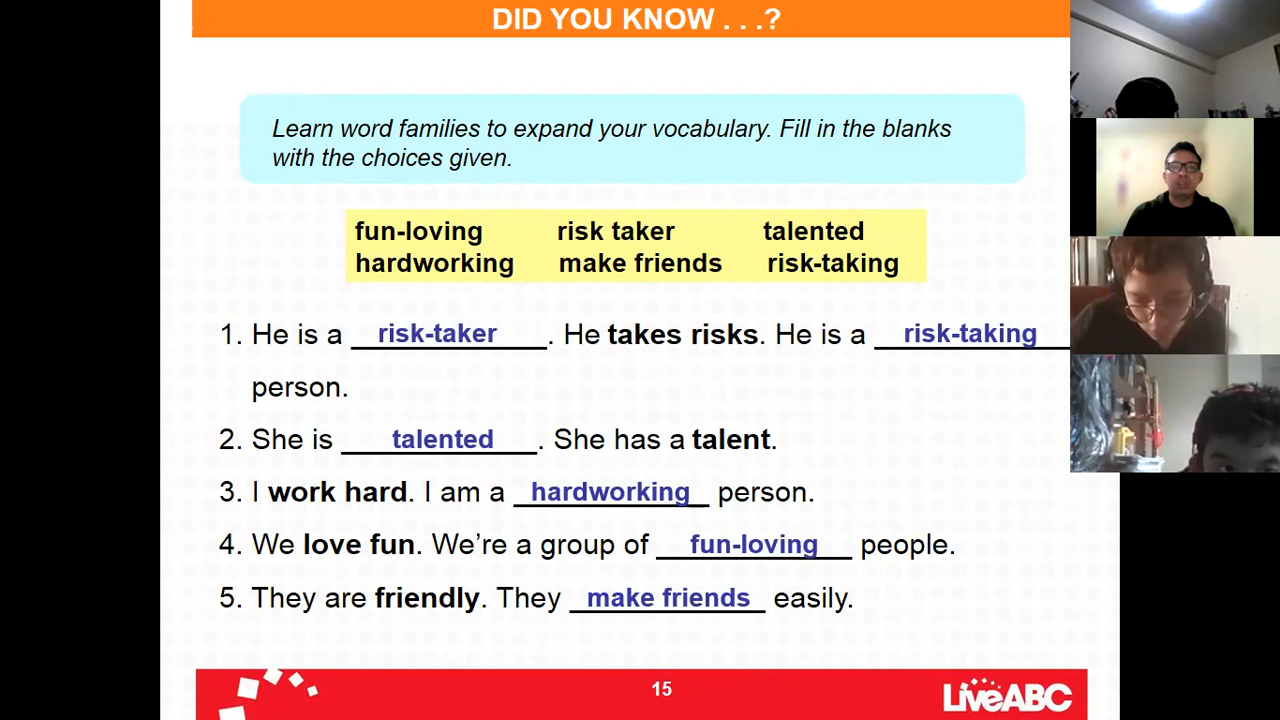 DID YOU KNOW . . .?
Learn word families to expand your vocabulary. Fill in the blanks
with the choices given.
fun-loving risk taker talented
hardworking make friends risk-taking
1. He is a risk-taker. He takes risks. He is a risk-taking
person.
2. She is talented. She has a talent.
3. I work hard. I am a hardworking person.
4. We love fun. We’re a group of fun-loving people.
5. They are friendly. They make friends easily.
15
LiveABC